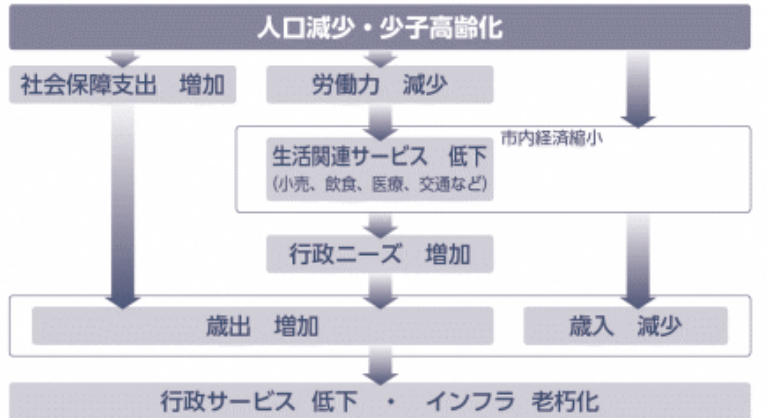 人口減少・少子高齢化
社会保障支出 増加
労働力 減少
市内経済縮小
生活関連サービス 低下
(小売、飲食、医療、交通など)
行政ニーズ 増加
歳出 増加
歳入 減少
行政サービス 低下 ・ インフラ 老朽化